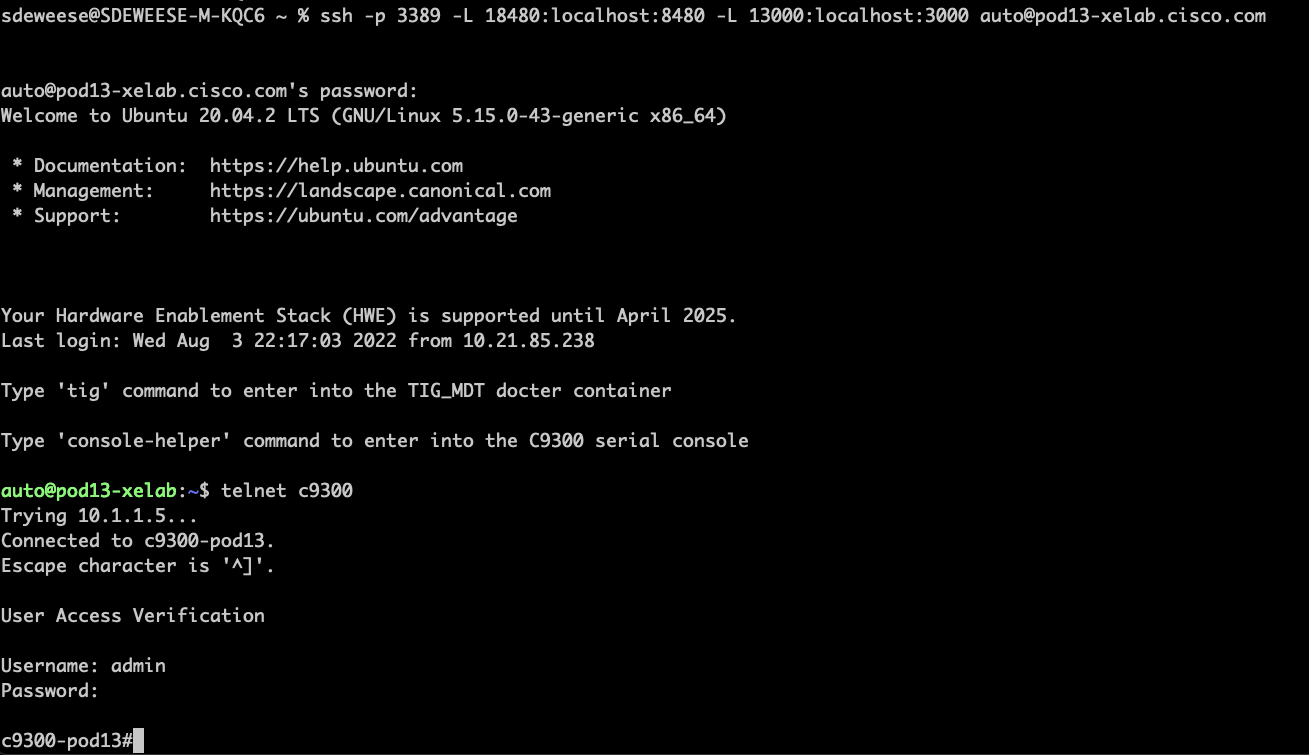 sdeweese@SDEWEESE-M-KQC6 ~ % ssh -p 3389 -L 18480:localhost:8480 -L 13000:localhost:3000 auto@pod13-xelab.cisco.com
auto@pod13-xelab.cisco.com's password:
Welcome to Ubuntu 20.04.2 LTS (GNU/Linux 5.15.0-43-generic x86_64)
* Documentation:  https://help.ubuntu.com
* Management:     https://landscape.canonical.com
* Support:        https://ubuntu.com/advantage
Your Hardware Enablement Stack (HWE) is supported until April 2025.
Last login: Wed Aug  3 22:17:03 2022 from 10.21.85.238
Type 'tig' command to enter into the TIG_MDT docter container
Type 'console-helper' command to enter into the C9300 serial console
auto@pod13-xelab:~$ telnet c9300
Trying 10.1.1.5...
Connected to c9300-pod13.
Escape character is '^]'.
User Access Verification
Username: admin
Password:
c9300-pod13#